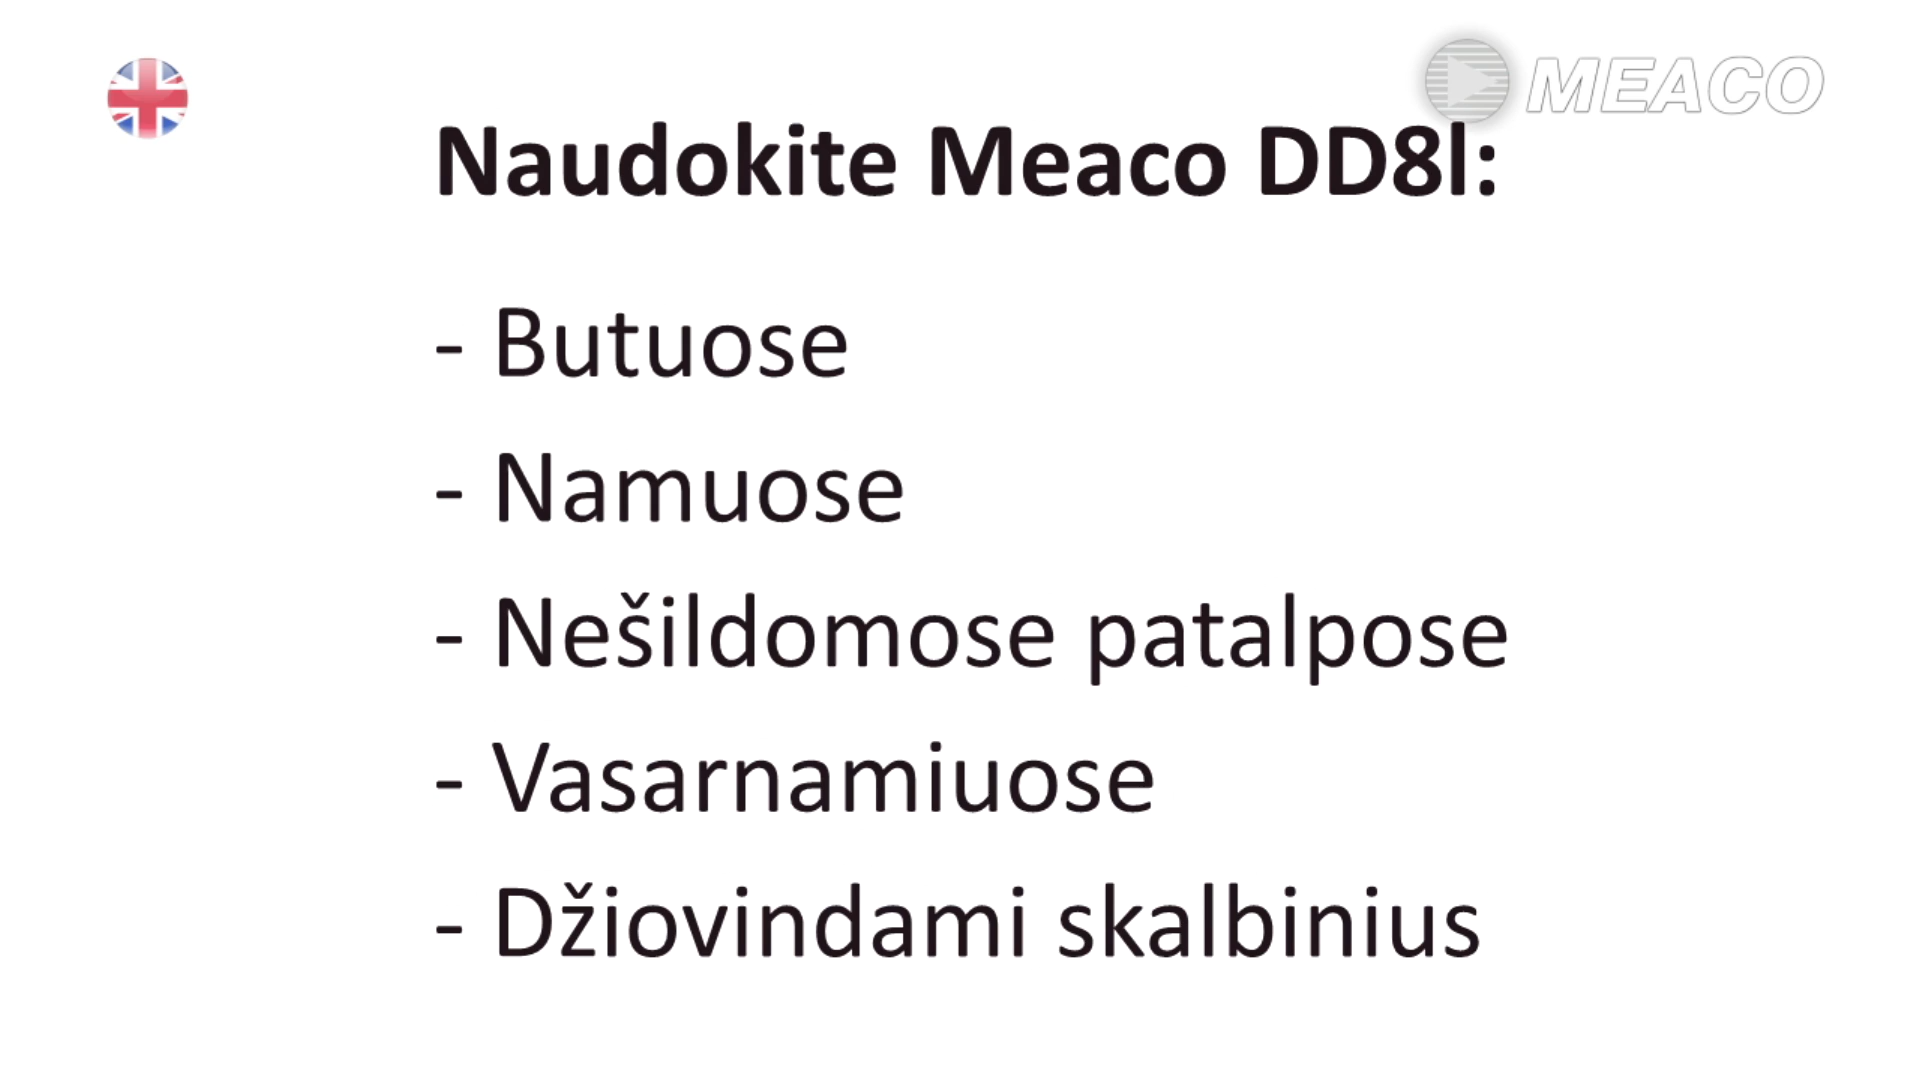 MEACO
Naudokite Meaco DD8l:
- Butuose
- Namuose
- Nešildomose patalpose
- Vasarnamiuose
- Džiovindami skalbinius